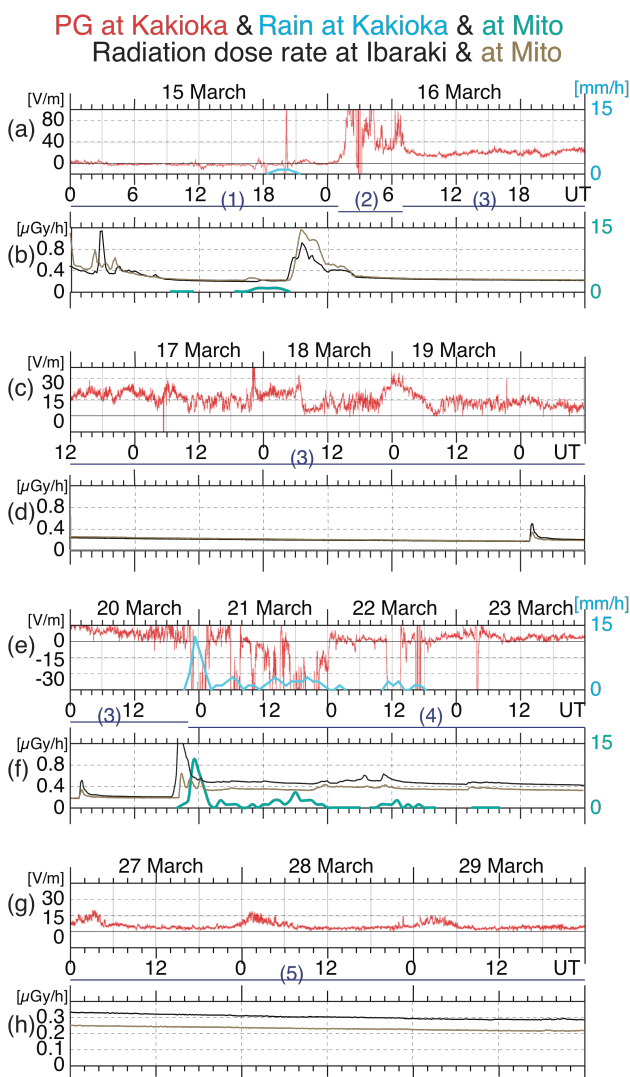 PG at Kakioka & Rain at Kakioka & at Mito
Radiation dose rate at Ibaraki & at Mito
[V/m] 15 March 16 March [mm/h]
(a) 80 40 0 15 0
0 6 12 18 0 6 12 18 UT
(1) (2) (3)
[µGy/h] 15
(b) 0.8 0.4 0 0
17 March 18 March 19 March
[V/m]
(c) 30 15 0
12 0 12 0 12 0 12 0 UT
(3)
[µGy/h]
(d) 0.8 0.4 0
20 March 21 March 22 March 23 March [mm/h]
[V/m] 15
(e) 0 -15 -30 0
0 12 0 12 0 12 0 12 UT
(3) (4)
[µGy/h] 15
(f) 0.8 0.4 0 0
27 March 28 March 29 March
[V/m]
(g) 30 15 0
0 12 0 12 0 12 UT
(5)
[µGy/h]
(h) 0.3 0.2 0.1 0